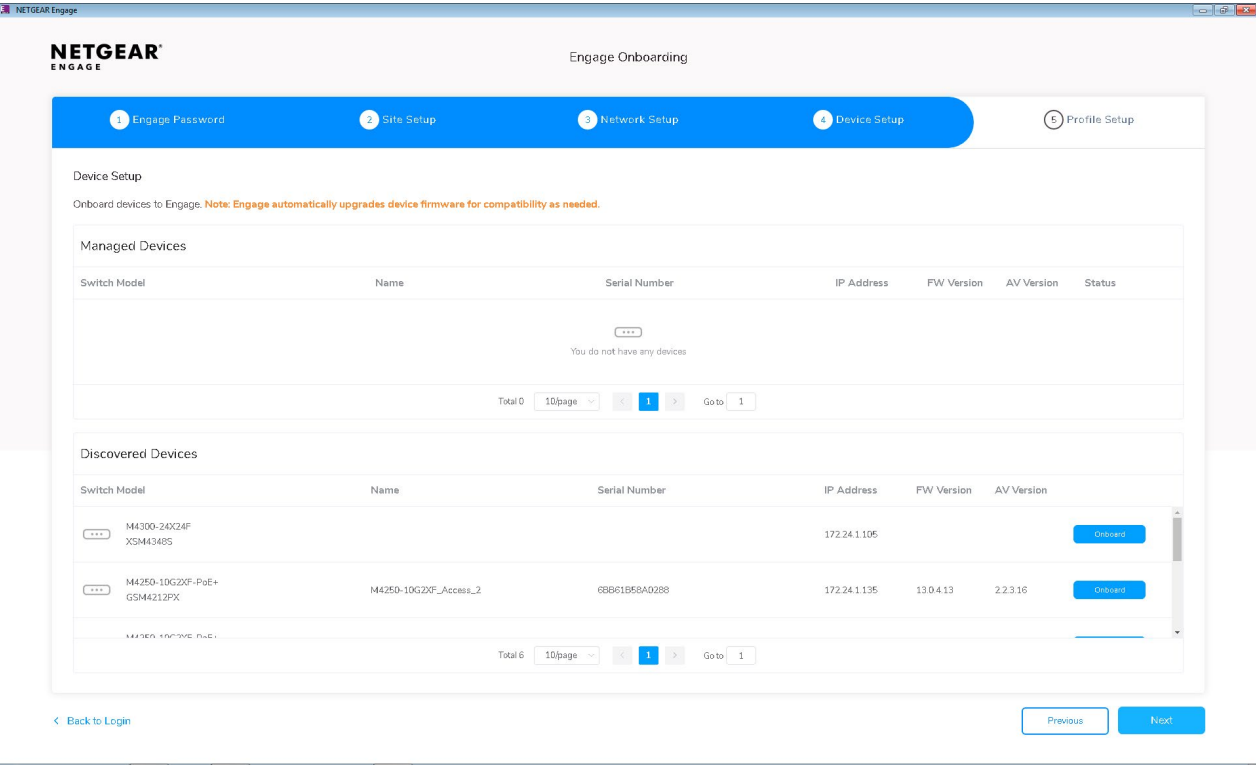 NETGEAR Engage
NETGEAR®
ENGAGE
Engage Onboarding
1 Engage Password
2 Site Setup
3 Network Setup
4 Device Setup
5 Profile Setup
Device Setup
Onboard devices to Engage. Note: Engage automatically upgrades device firmware for compatibility as needed.
Managed Devices
Switch Model Name Serial Number IP Address FW Version AV Version Status
You do not have any devices
Total 0 10/page < 1 > Go to 1
Discovered Devices
Switch Model Name Serial Number IP Address FW Version AV Version
M4300-24X24F
XSM4348S
172.24.1.105
Onboard
M4250-10G2XF-PoE+
GSM4212PX
M4250-10G2XF_Access_2 6BB61B58A0288 172.24.1.135 13.0.4.13 2.2.3.16
Onboard
M4250-10G2XF-PoE+
Total 6 10/page < 1 > Go to 1
< Back to Login
Previous
Next